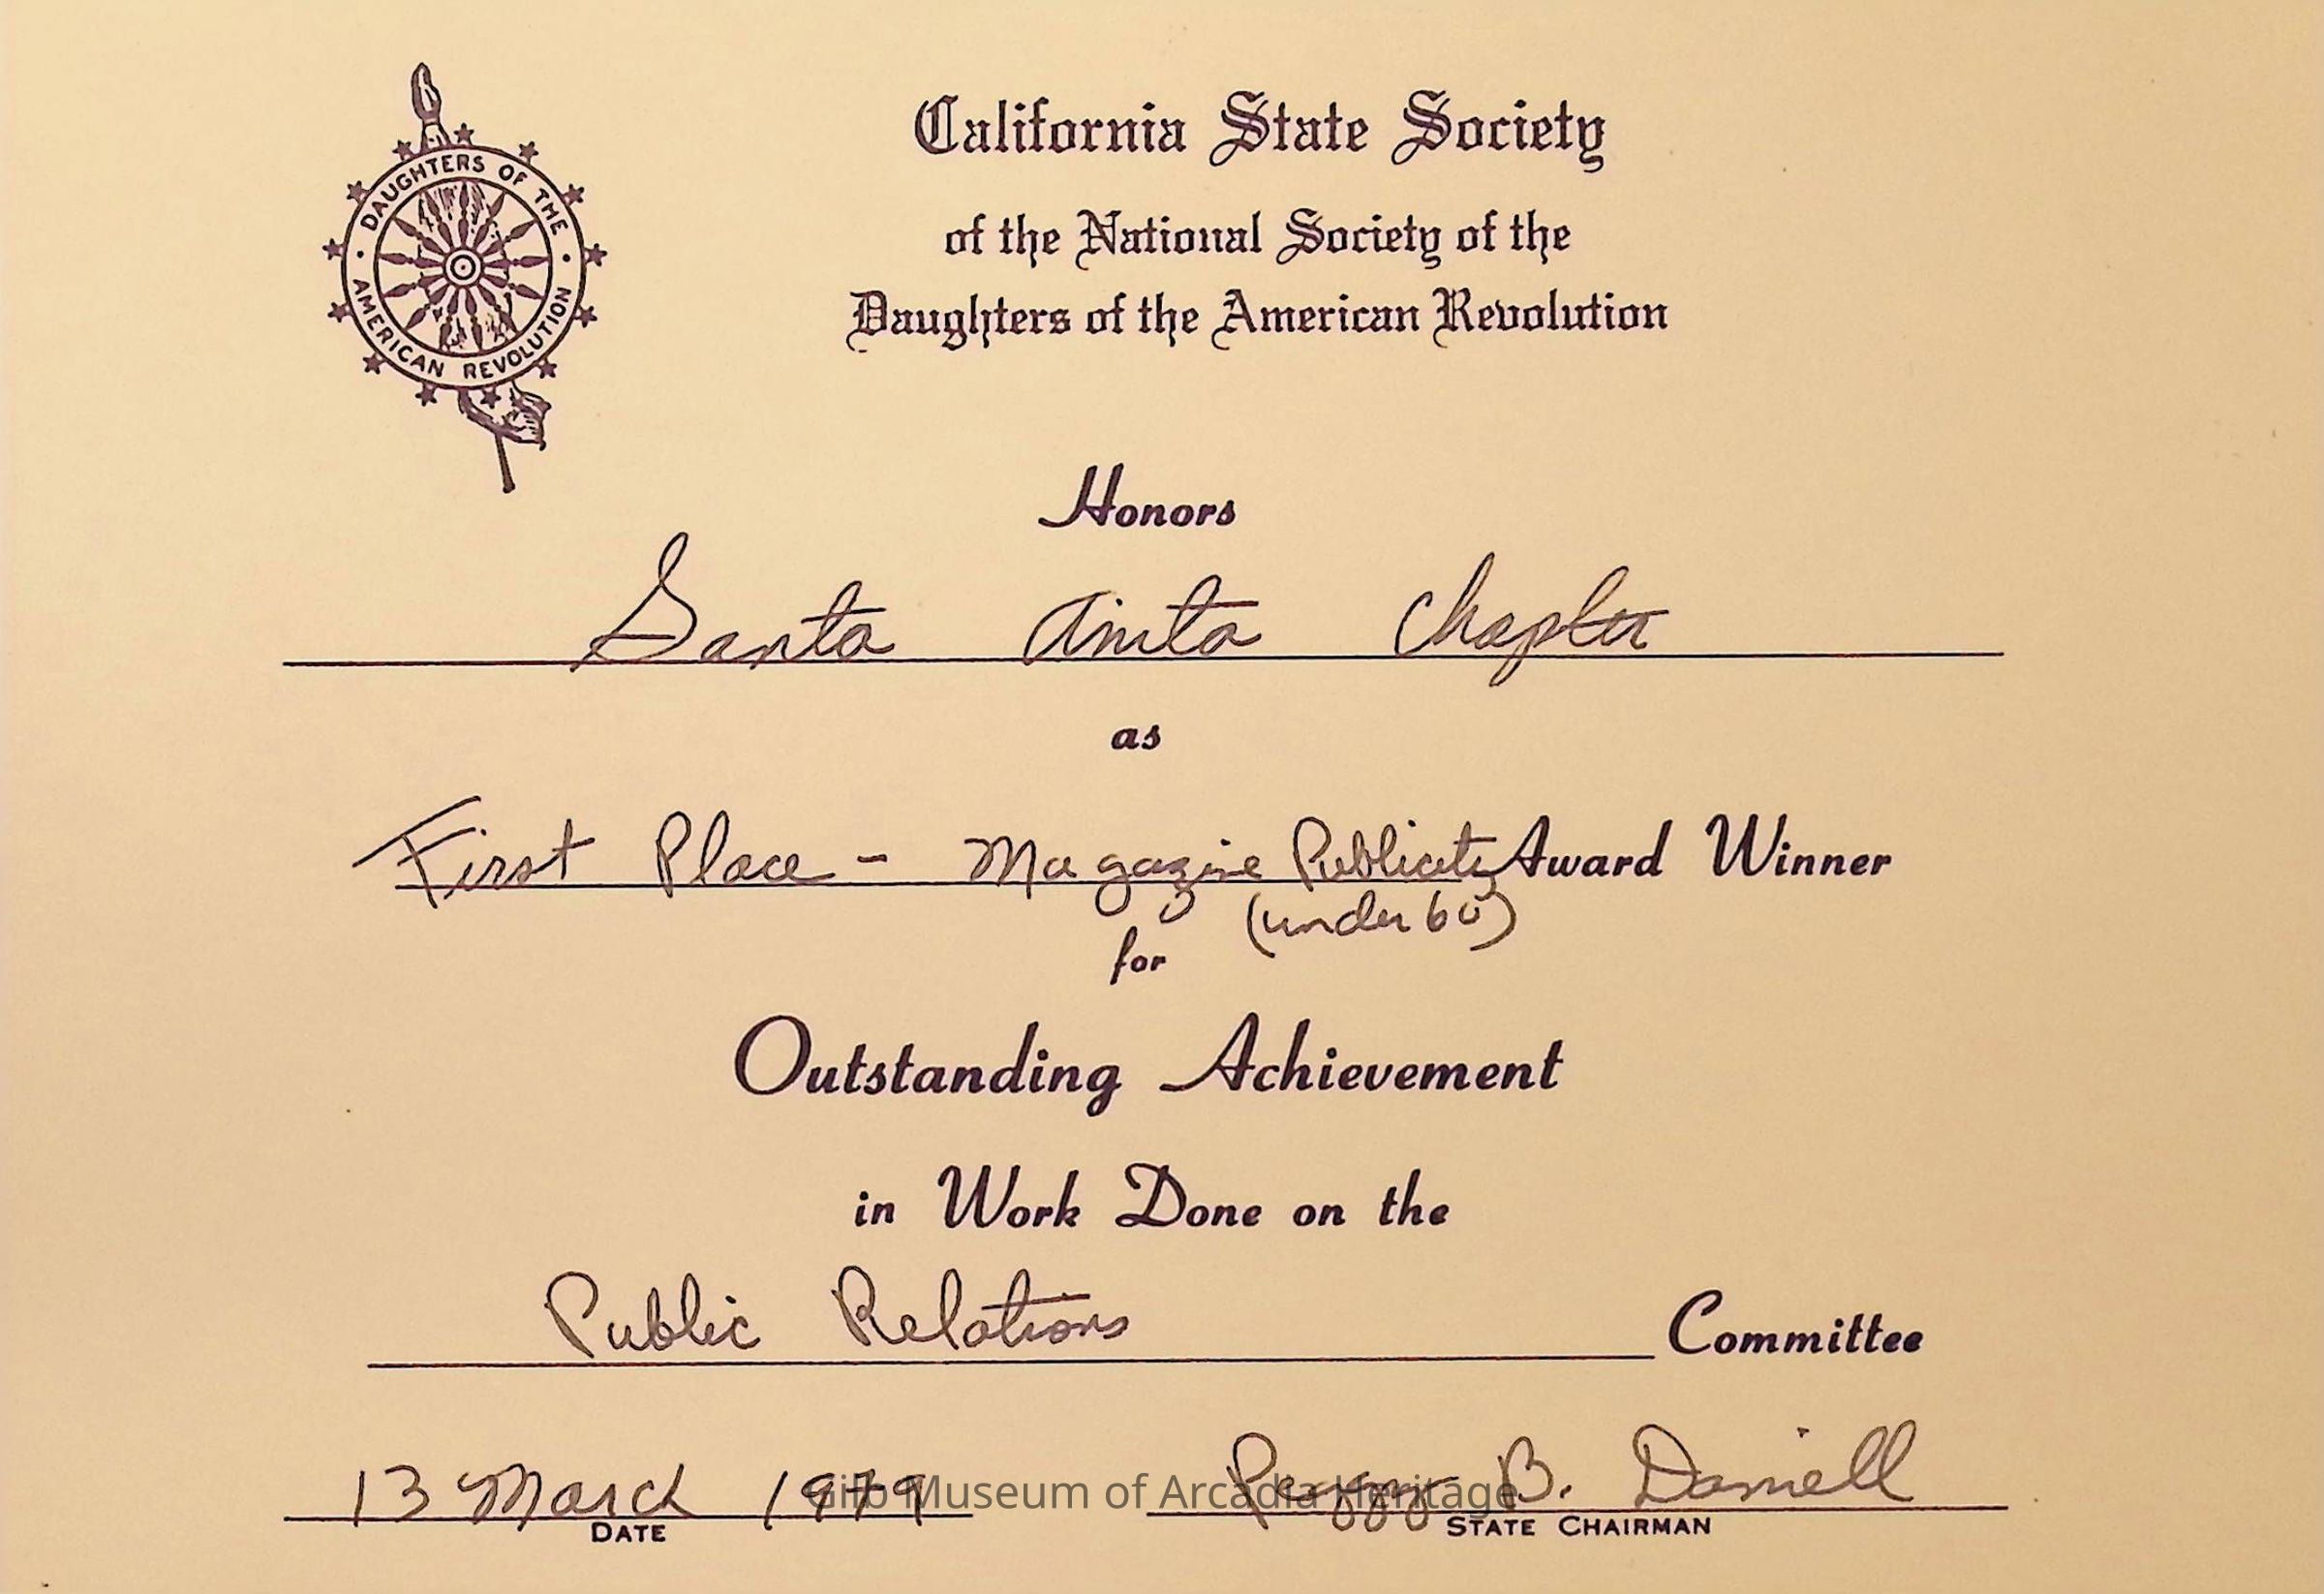 DAUGHTERS OF THE
AMERICAN REVOLUTION
California State Society
of the National Society of the
Daughters of the American Revolution
Honors
Santa Anita Chapter
as
First Place - Magazine Publicity Award Winner
(under 60)
for
Outstanding Achievement
in Work Done on the
Public Relations Committee
13 March 1979 Peggy B. Daniell
Gilb Museum of Arcadia Heritage
DATE STATE CHAIRMAN